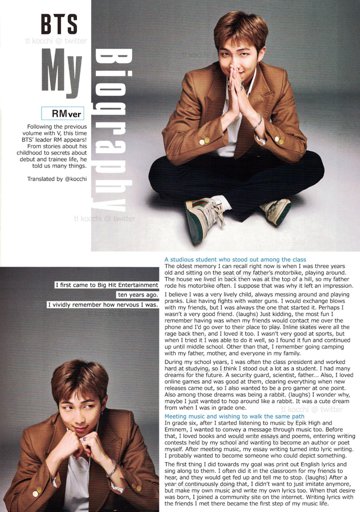 BTS
tt kocchi @ twitter
My
Biography
RMver
Following the previous
volume with V, this time
BTS' leader RM appears!
From stories about his
childhood to secrets about
debut and trainee life, he
told us many things.
Translated by @kocchi
tt kocchi @ twitter
I first came to Big Hit Entertainment
ten years ago.
I vividly remember how nervous I was.
A studious student who stood out among the class
The oldest memory I can recall right now is when I was three years
old and sitting on the seat of my father's motorbike, playing around.
The house we lived in back then was at the top of a hill, so my father
rode his motorbike often. I suppose that was why it left an impression.
I believe I was a very lively child, always messing around and playing
pranks. Like having fights with water guns. I would exchange blows
with my friends, but I was always the one that started it. Perhaps I
wasn't a very good friend. (laughs) Just kidding, the most fun I
remember having was when my friends would contact me over the
phone and I'd go over to their place to play. Inline skates were all the
rage back then, and I loved it too. I wasn't very good at sports, but
when I tried it I was able to do it well, so I found it fun and continued
up until middle school. Other than that, I remember going camping
with my father, mother, and everyone in my family.
During my school years, I was often the class president and worked
hard at studying, so I think I stood out a lot as a student. I had many
dreams for the future. A security guard, scientist, father... Also, I loved
online games and was good at them, clearing everything when new
releases came out, so I also wanted to be a pro gamer at one point.
Also among those dreams was being a rabbit. (laughs) I wonder why,
maybe I just wanted to hop around like a rabbit. It was a cute dream
from when I was in grade one.
Meeting music and wishing to walk the same path
In grade six, after I started listening to music by Epik High and
Eminem, I wanted to convey a message through music too. Before
that, I loved books and would write essays and poems, entering writing
contests held by my school and wanting to become an author or poet
myself. After meeting music, my essay writing turned into lyric writing.
I probably wanted to become someone who could depict something.
The first thing I did towards my goal was print out English lyrics and
sing along to them. I often did it in the classroom for my friends to
hear, and they would get fed up and tell me to stop. (laughs) After a
year of continuously doing that, I didn't want to just imitate anymore,
but make my own music and write my own lyrics too. When that desire
was born, I joined a community site on the internet. Writing lyrics with
the friends I met there became the first step of my music life.